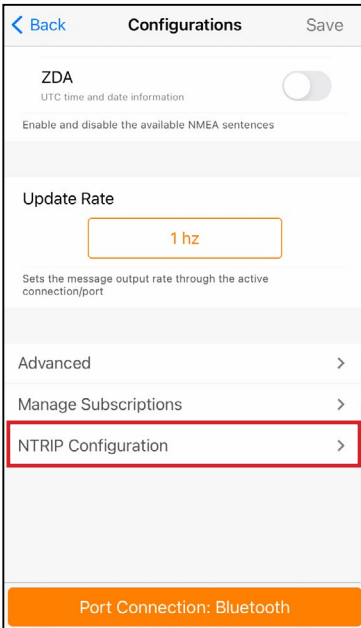 Back Configurations Save
ZDA
UTC time and date information
Enable and disable the available NMEA sentences
Update Rate
1 hz
Sets the message output rate through the active
connection/port
Advanced
Manage Subscriptions
NTRIP Configuration
Port Connection: Bluetooth